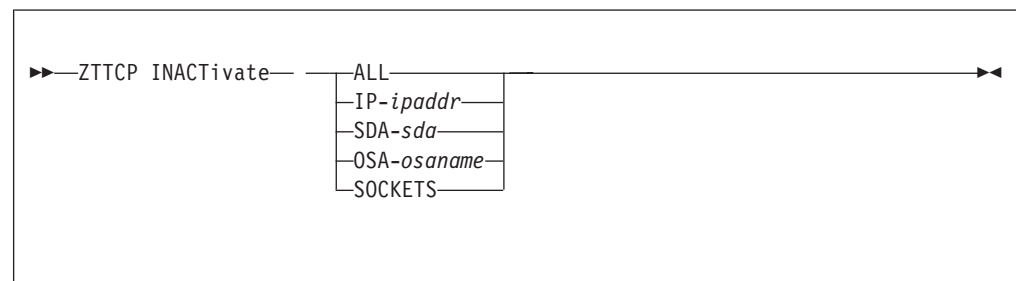 ZTTCP INACTivate ALL
IP-ipaddr
SDA-sda
OSA-osaname
SOCKETS